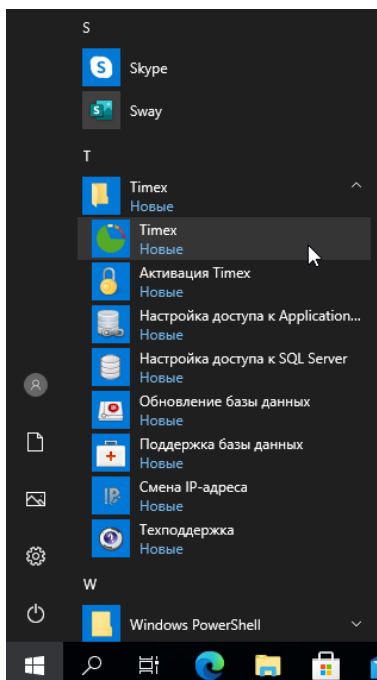 S
Skype
Sway
T
Timex
Новые
Timex
Новые
Активация Timex
Новые
Настройка доступа к Application...
Новые
Настройка доступа к SQL Server
Новые
Обновление базы данных
Новые
Поддержка базы данных
Новые
Смена IP-адреса
Новые
Техподдержка
Новые
W
Windows PowerShell